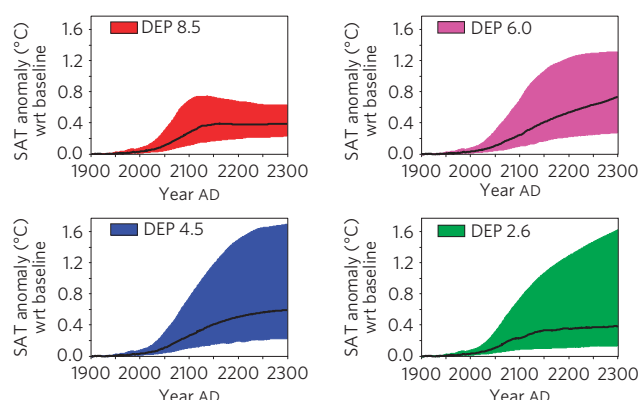 DEP 8.5
SAT anomaly (°C)
wrt baseline
1.6
1.2
0.8
0.4
0.0
1900 2000 2100 2200 2300
Year AD
DEP 6.0
SAT anomaly (°C)
wrt baseline
1.6
1.2
0.8
0.4
0.0
1900 2000 2100 2200 2300
Year AD
DEP 4.5
SAT anomaly (°C)
wrt baseline
1.6
1.2
0.8
0.4
0.0
1900 2000 2100 2200 2300
Year AD
DEP 2.6
SAT anomaly (°C)
wrt baseline
1.6
1.2
0.8
0.4
0.0
1900 2000 2100 2200 2300
Year AD